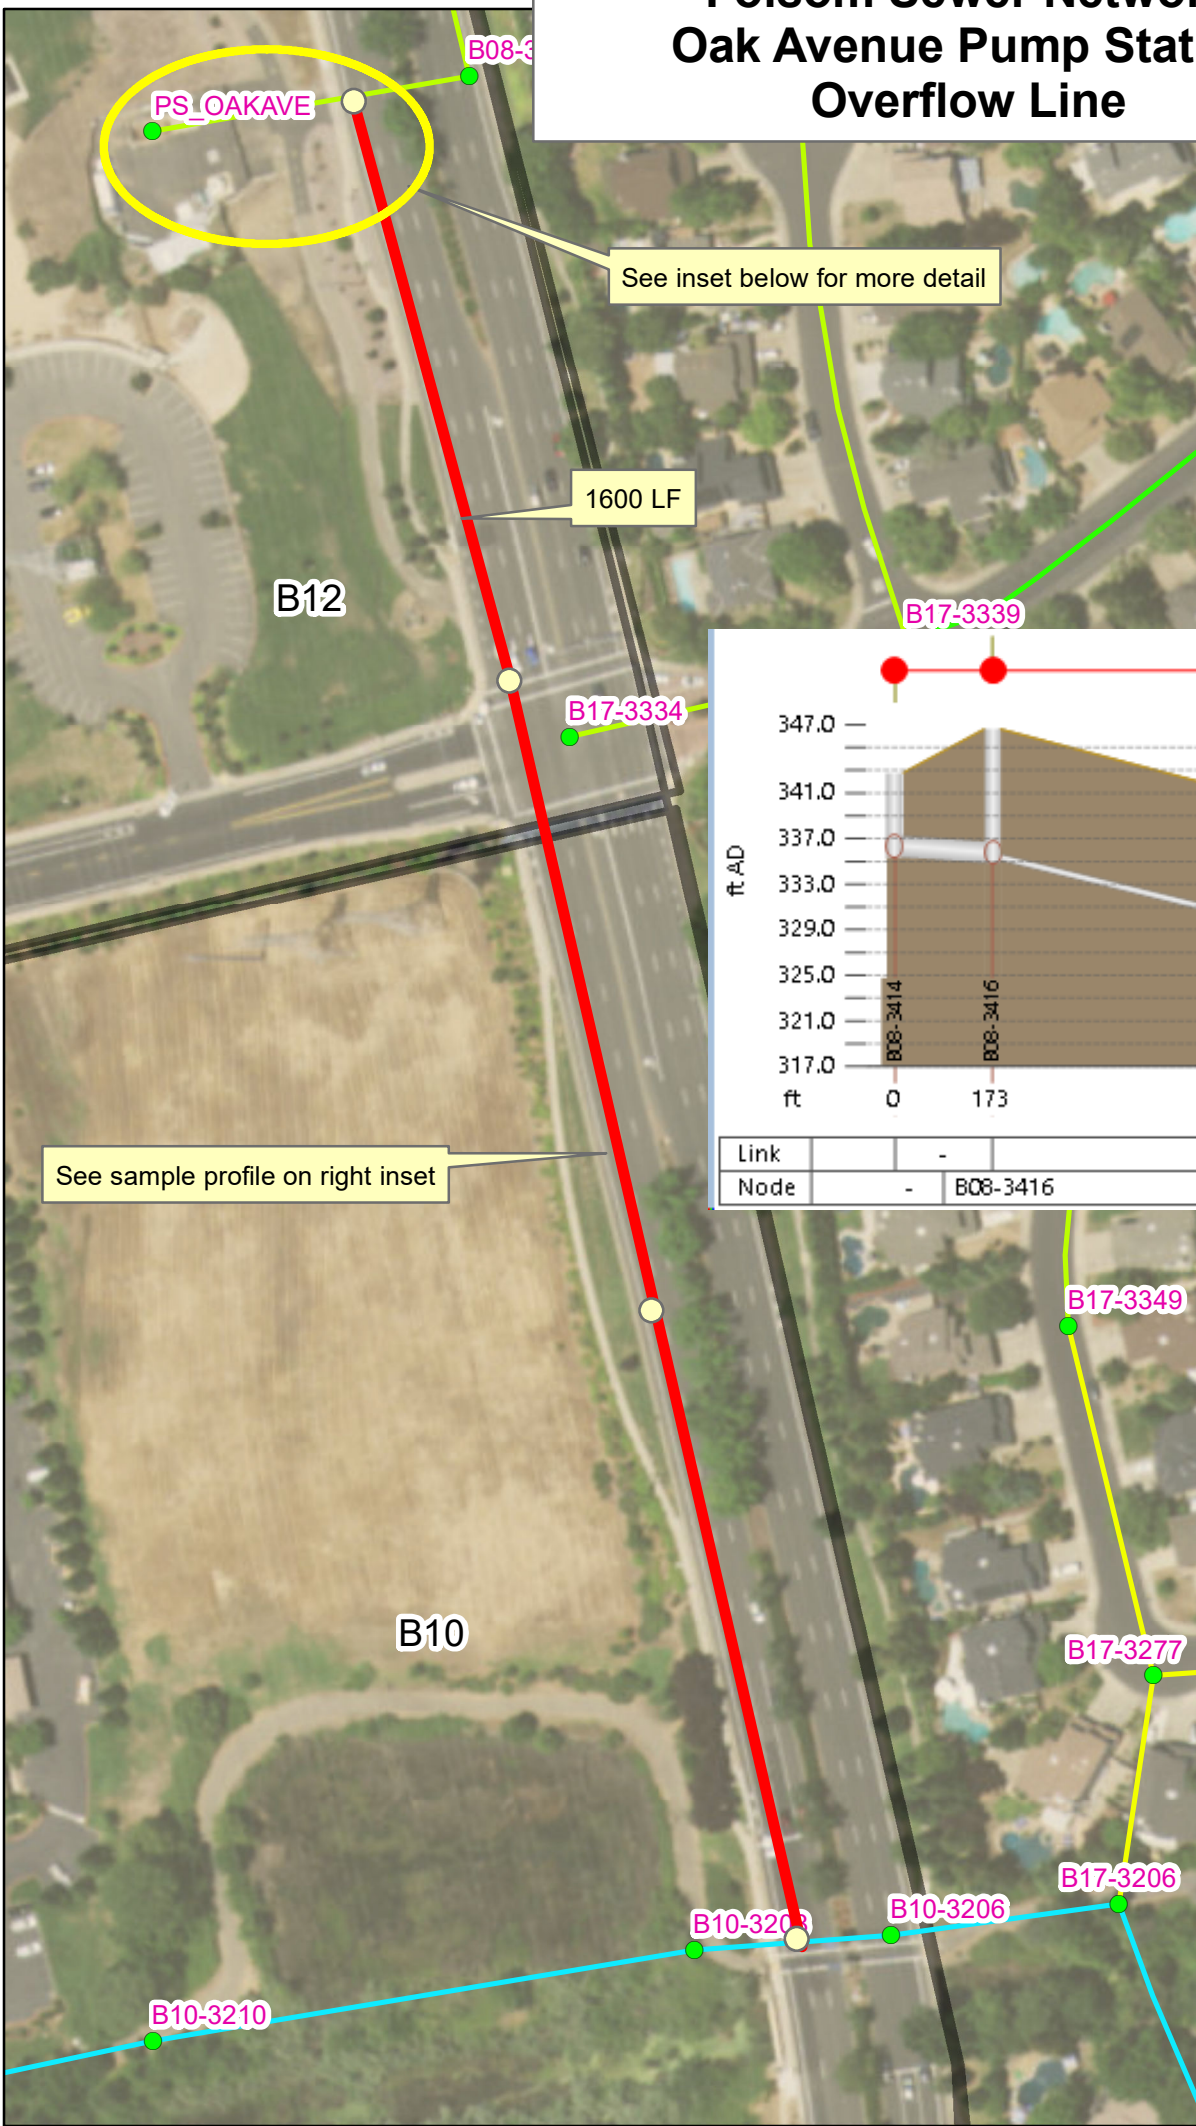 Oak Avenue Pump Stat
Overflow Line
B08-3
PS_OAKAVE
See inset below for more detail
1600 LF
B12
B17-3339
B17-3334
347.0
341.0
337.0
333.0
329.0
325.0
321.0
317.0
ft AD
B08-3414
B08-3416
ft 0 173
Link -
Node - B08-3416
See sample profile on right inset
B17-3349
B10
B17-3277
B17-3206
B10-3208
B10-3206
B10-3210